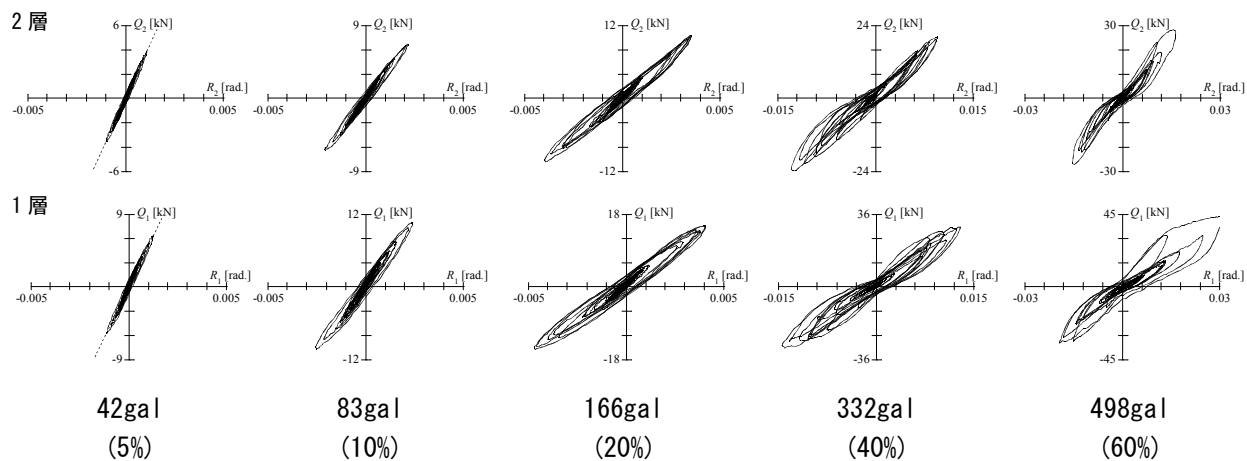 2層
Q2 [kN] Q2 [kN] Q2 [kN] Q2 [kN] Q2 [kN]
6 9 12 24 30
R2 [rad.] R2 [rad.] R2 [rad.] R2 [rad.] R2 [rad.]
-0.005 0.005 -0.005 0.005 -0.005 0.005 -0.015 0.015 -0.03 0.03
-6 -9 -12 -24 -30
1層
Q1 [kN] Q1 [kN] Q1 [kN] Q1 [kN] Q1 [kN]
9 12 18 36 45
R1 [rad.] R1 [rad.] R1 [rad.] R1 [rad.] R1 [rad.]
-0.005 0.005 -0.005 0.005 -0.005 0.005 -0.015 0.015 -0.03 0.03
-9 -12 -18 -36 -45
42gal 83gal 166gal 332gal 498gal
(5%) (10%) (20%) (40%) (60%)